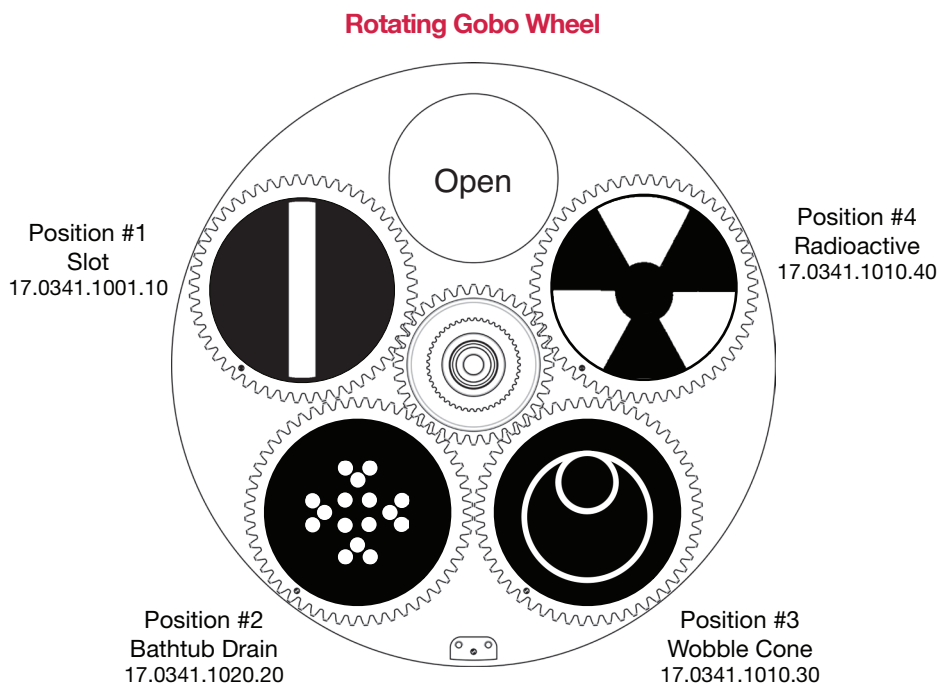 Rotating Gobo Wheel
Open
Position #1
Slot
17.0341.1001.10
Position #4
Radioactive
17.0341.1010.40
Position #2
Bathtub Drain
17.0341.1020.20
Position #3
Wobble Cone
17.0341.1010.30